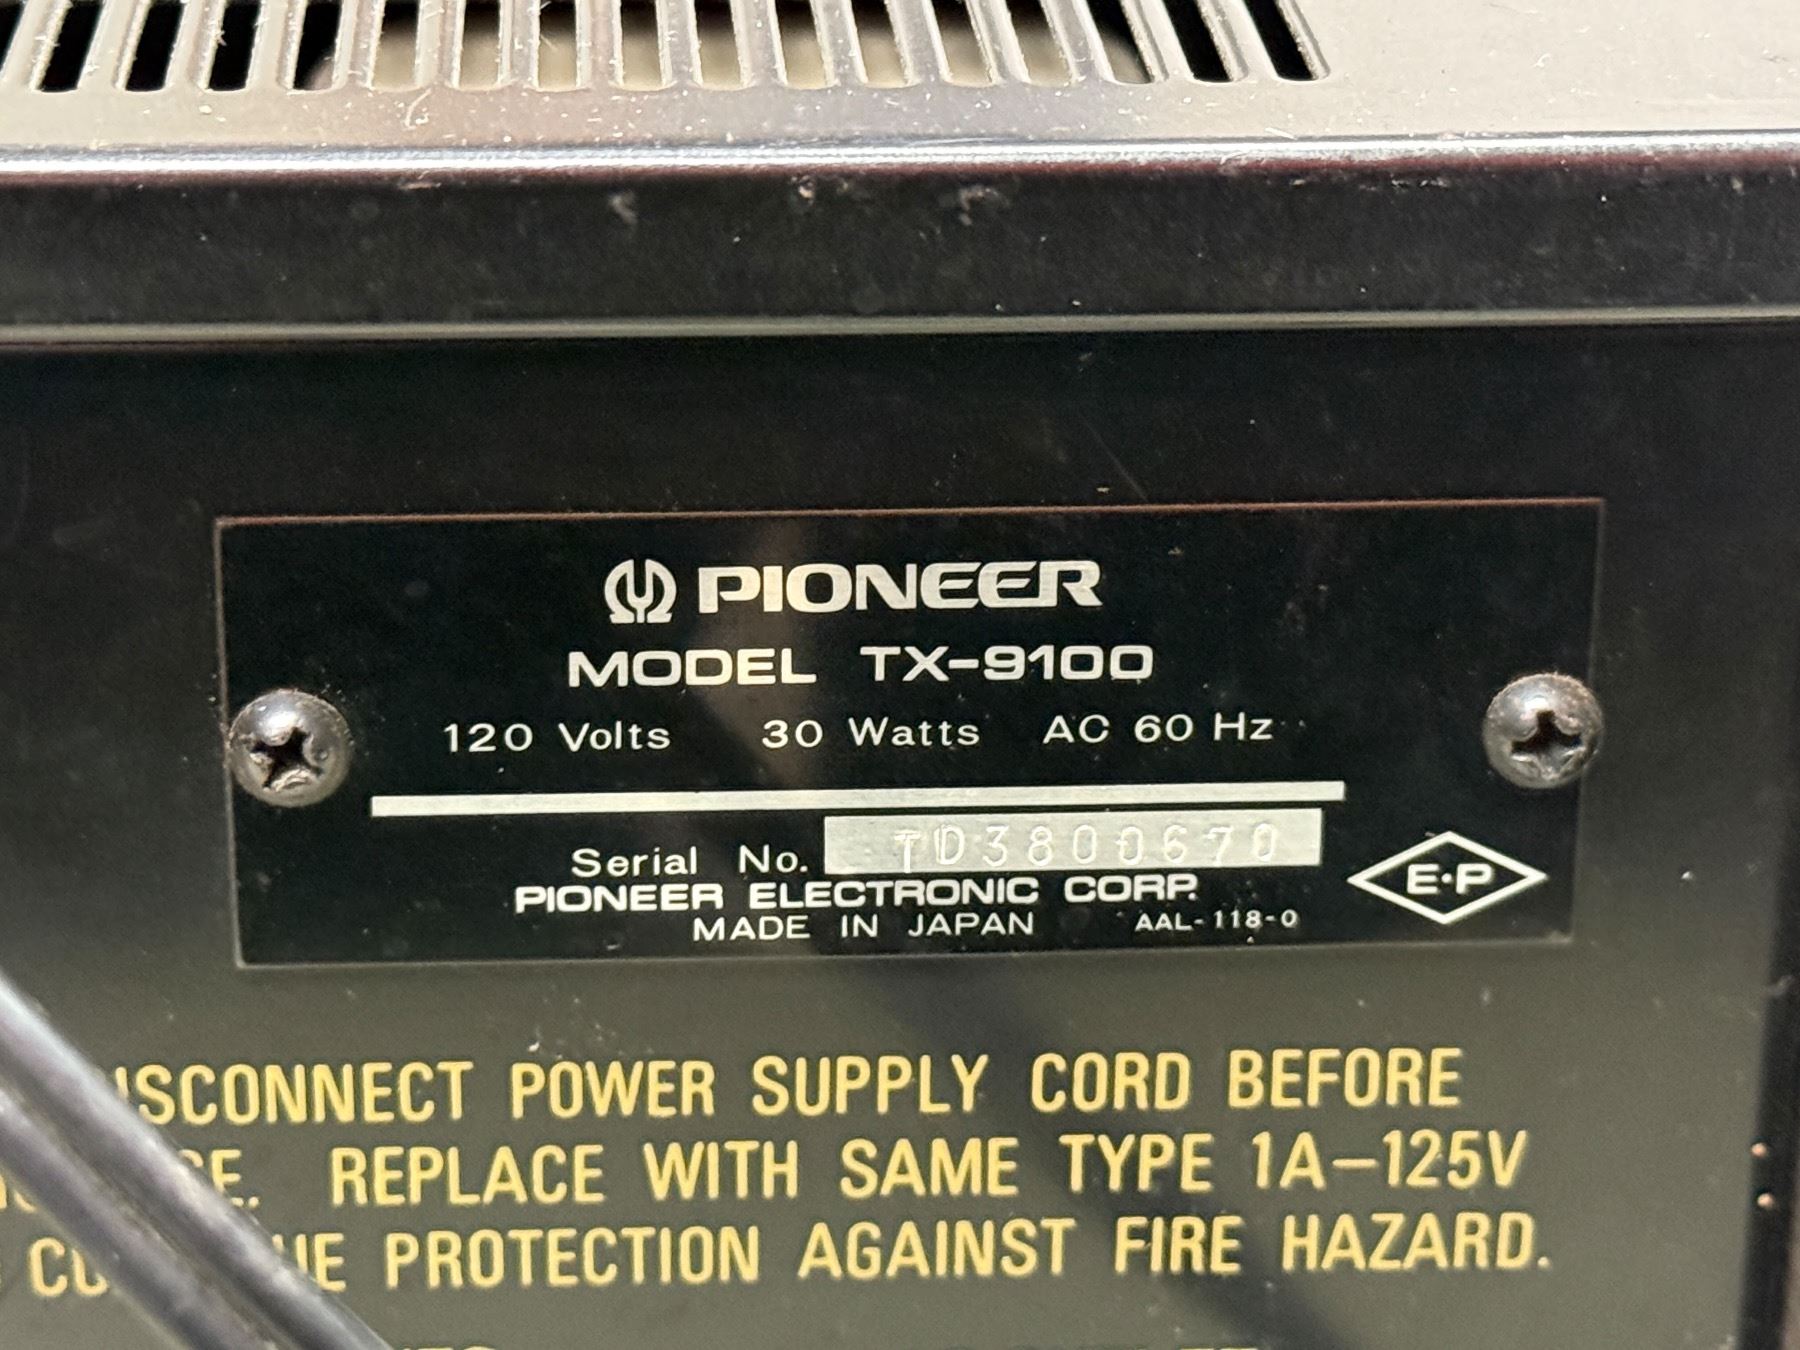 PIONEER
MODEL TX-9100
120 Volts 30 Watts AC 60 Hz
Serial No. TD3800670
PIONEER ELECTRONIC CORP.
MADE IN JAPAN AAL-118-0
E·P
POWER SUPPLY CORD BEFORE
REPLACE WITH SAME TYPE 1A-125V
PROTECTION AGAINST FIRE HAZARD.